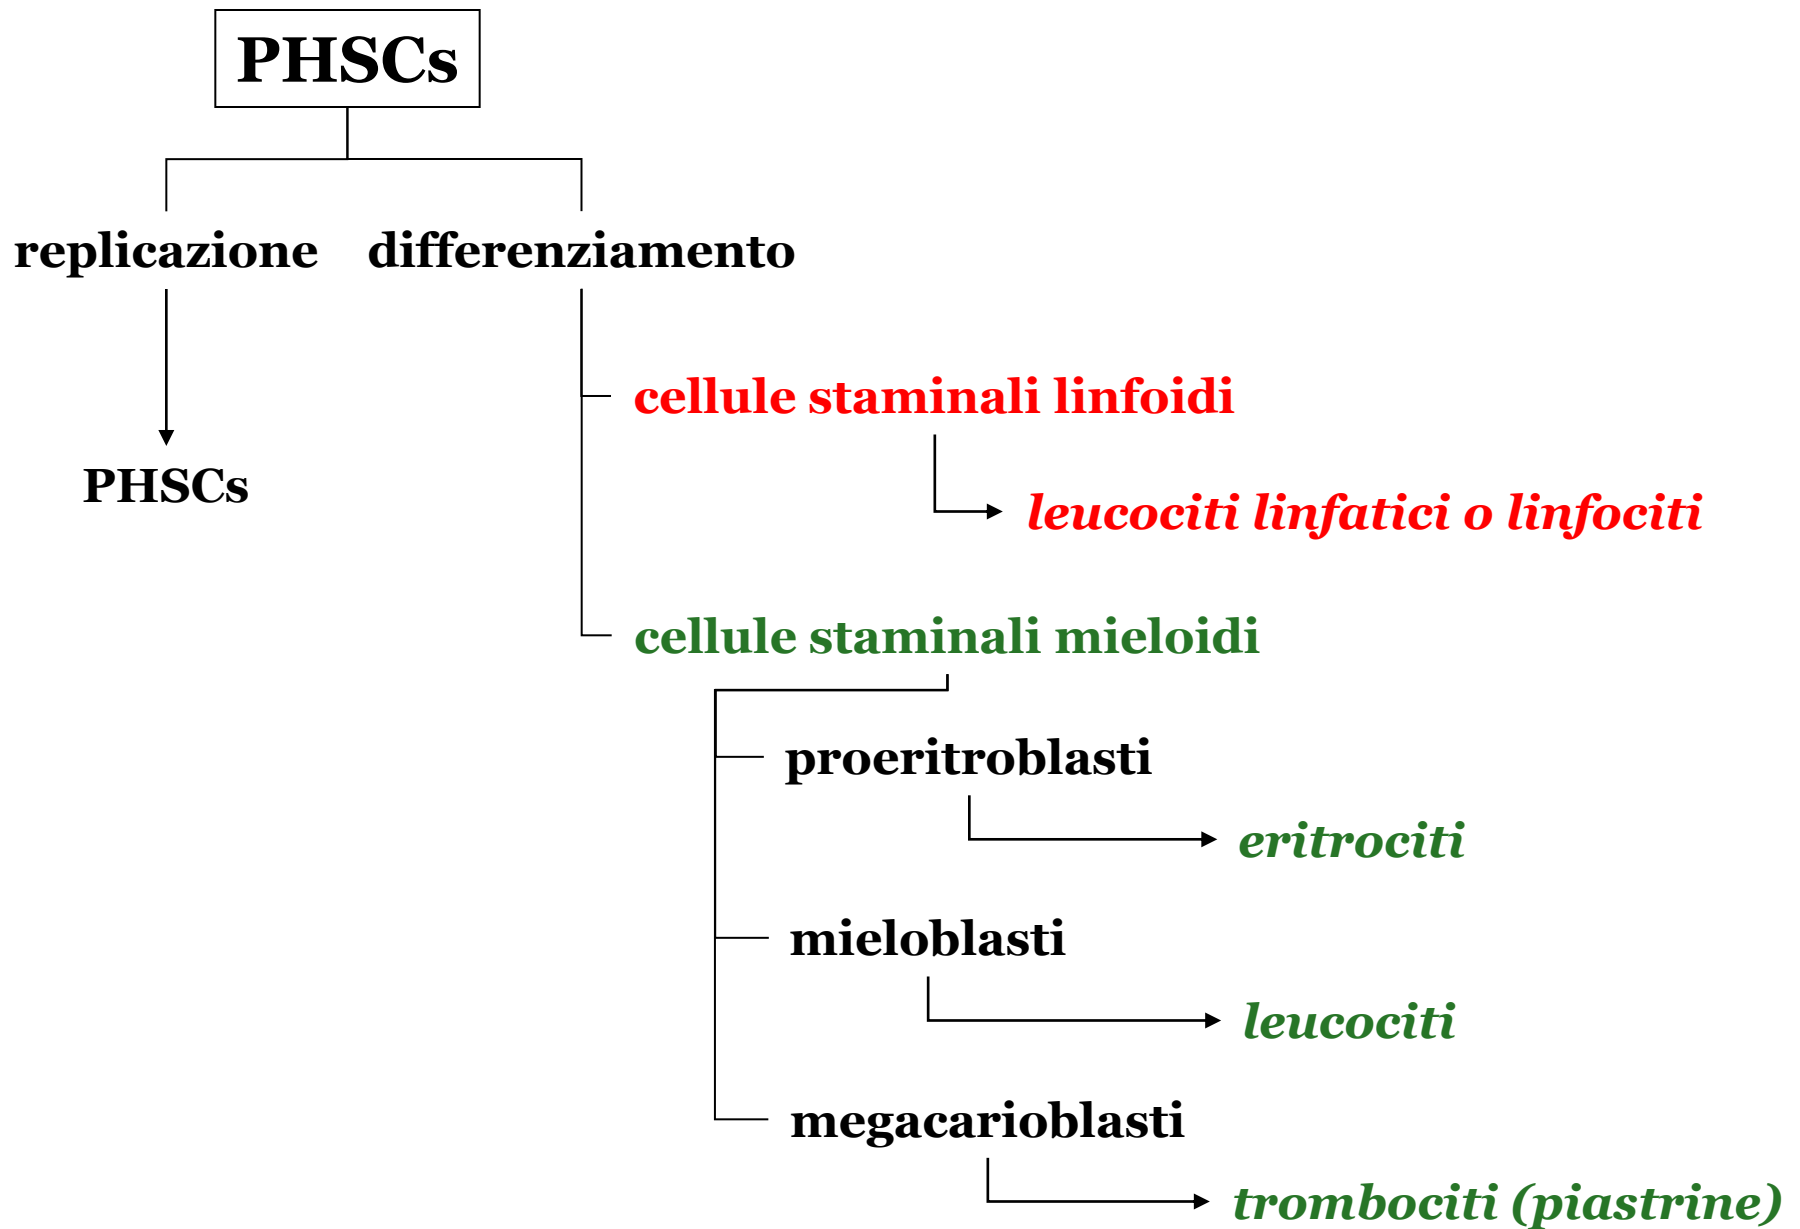 PHSCs
replicazione
differenziamento
cellule staminali linfoidi
PHSCs
leucociti linfatici o linfociti
cellule staminali mieloidi
proeritroblasti
eritrociti
mieloblasti
leucociti
megacarioblasti
trombociti (piastrine)